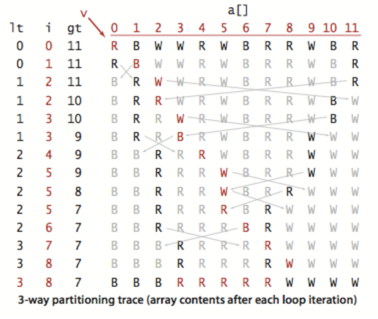 v a[]
lt i gt 0 1 2 3 4 5 6 7 8 9 10 11
0 0 11 R B W W R W B R R W B R
0 1 11 R B W W R W B R R W B R
1 2 11 B R W W R W B R R W B R
1 2 10 B R R W R W B R R W B W
1 3 10 B R R W R W B R R W B W
1 3 9 B R R B R W B R R W W W
2 4 9 B B R R R W B R R W W W
2 5 9 B B R R R W B R R W W W
2 5 8 B B R R R W B R R W W W
2 5 7 B B R R R R B R W W W W
2 6 7 B B R R R R B R W W W W
3 7 7 B B B R R R R R W W W W
3 8 7 B B B R R R R R W W W W
3 8 7 B B B R R R R R W W W W
3-way partitioning trace (array contents after each loop iteration)